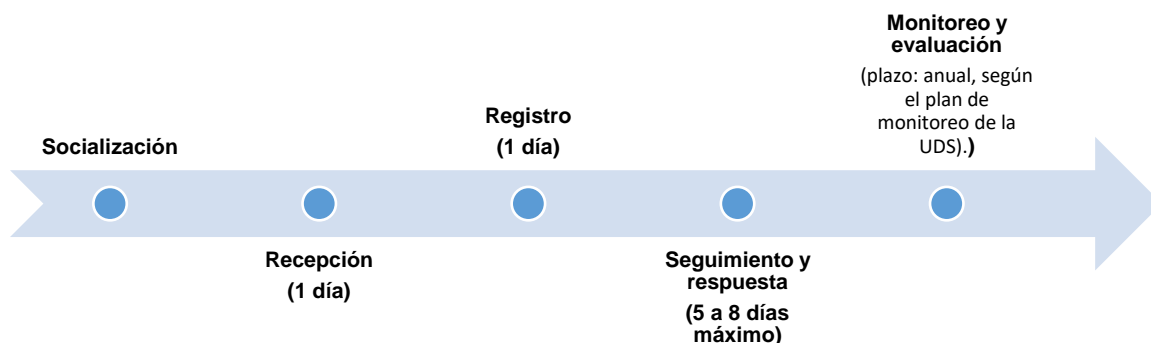 Socialización
Recepción
(1 día)
Registro
(1 día)
Seguimiento y
respuesta
(5 a 8 días
máximo)
Monitoreo y
evaluación
(plazo: anual, según
el plan de
monitoreo de la
UDS).)